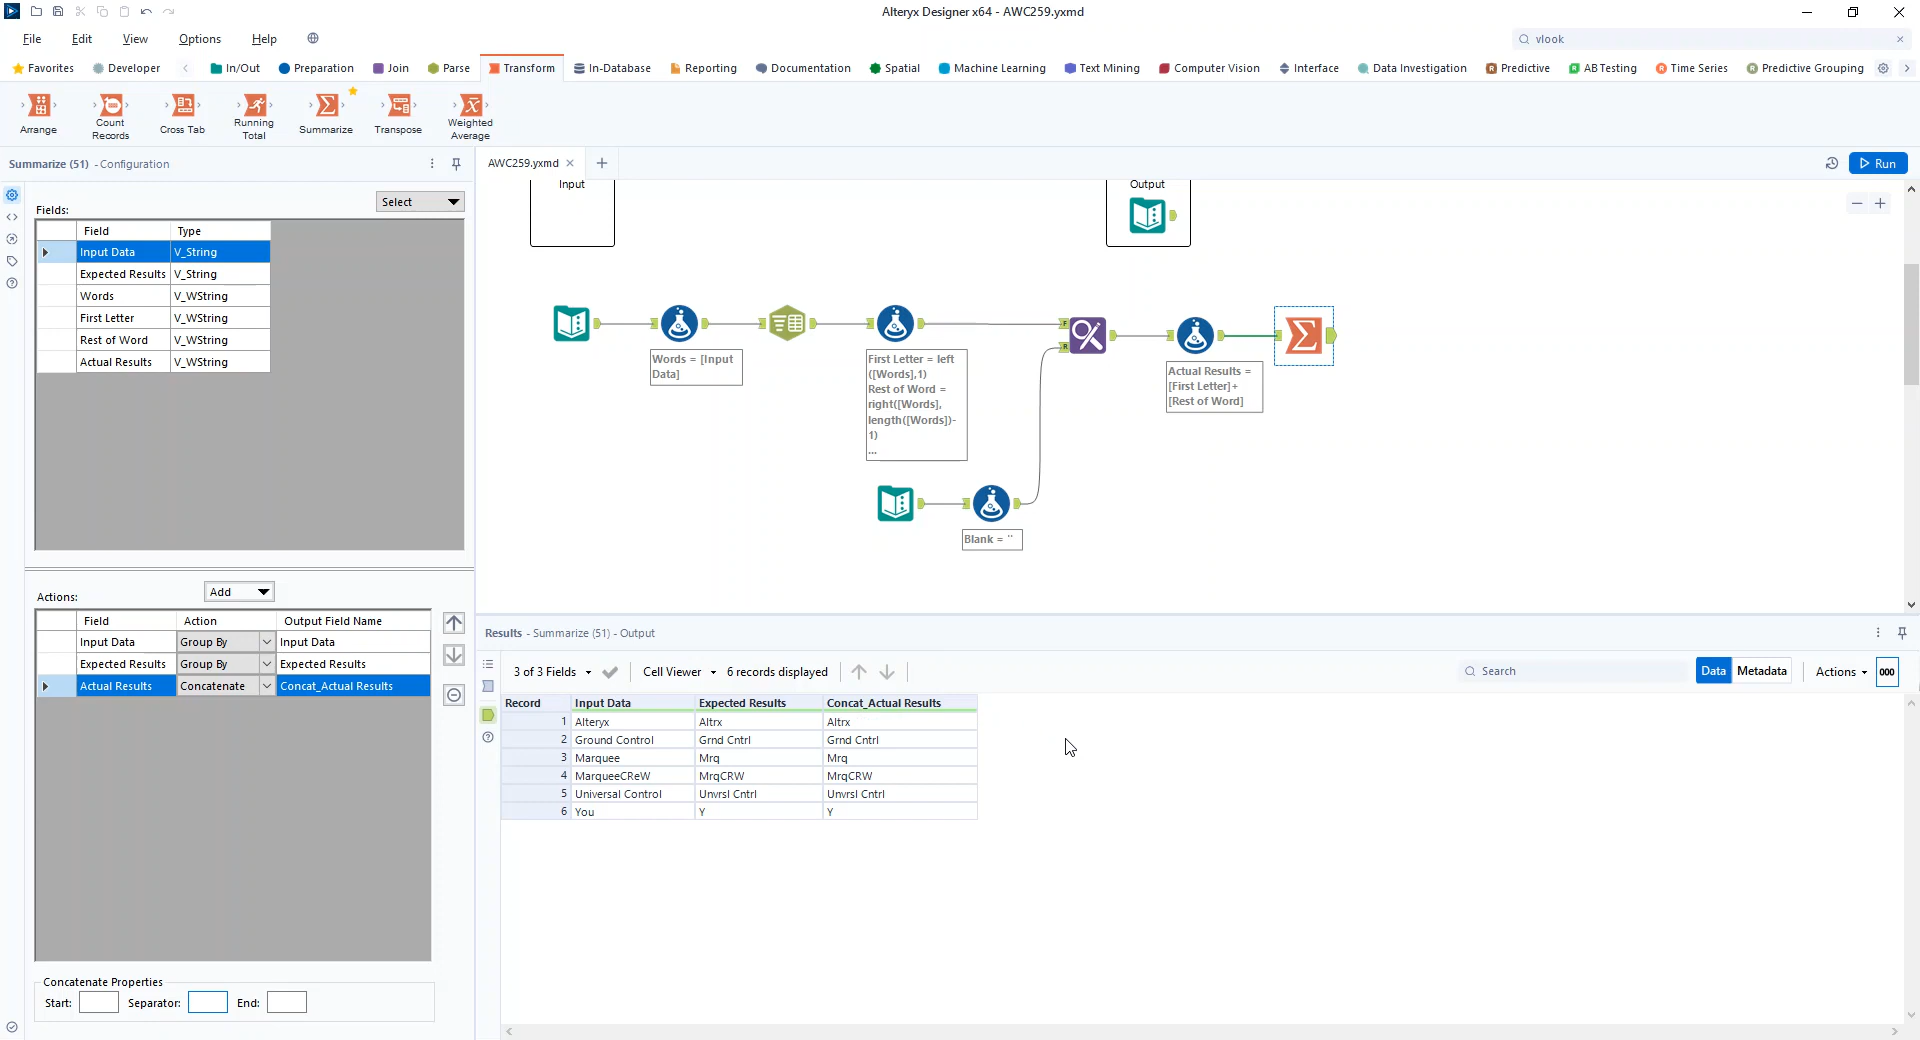 Alteryx Designer x64 - AWC259.yxmd
File Edit View Options Help
vlook
Favorites Developer In/Out Preparation Join Parse Transform In-Database Reporting Documentation Spatial Machine Learning Text Mining Computer Vision Interface Data Investigation Predictive AB Testing Time Series Predictive Grouping
Arrange
Count
Records
Cross Tab
Running
Total
Summarize
Transpose
Weighted
Average
Summarize (51) - Configuration
AWC259.yxmd
Run
Select
Fields:
Field Type
Input Data V_String
Expected Results V_String
Words V_WString
First Letter V_WString
Rest of Word V_WString
Actual Results V_WString
Add
Actions:
Field Action Output Field Name
Input Data Group By Input Data
Expected Results Group By Expected Results
Actual Results Concatenate Concat_Actual Results
Concatenate Properties
Start: Separator: End:
Input
Output
Words = [Input
Data]
First Letter = left
([Words],1)
Rest of Word =
right([Words],
length([Words])-
1)
...
Actual Results =
[First Letter]+
[Rest of Word]
Blank = ''
Results - Summarize (51) - Output
3 of 3 Fields Cell Viewer 6 records displayed Search Data Metadata Actions 000
Record Input Data Expected Results Concat_Actual Results
1 Alteryx Altrx Altrx
2 Ground Control Grnd Cntrl Grnd Cntrl
3 Marquee Mrq Mrq
4 MarqueeCReW MrqCRW MrqCRW
5 Universal Control Unvrsl Cntrl Unvrsl Cntrl
6 You Y Y